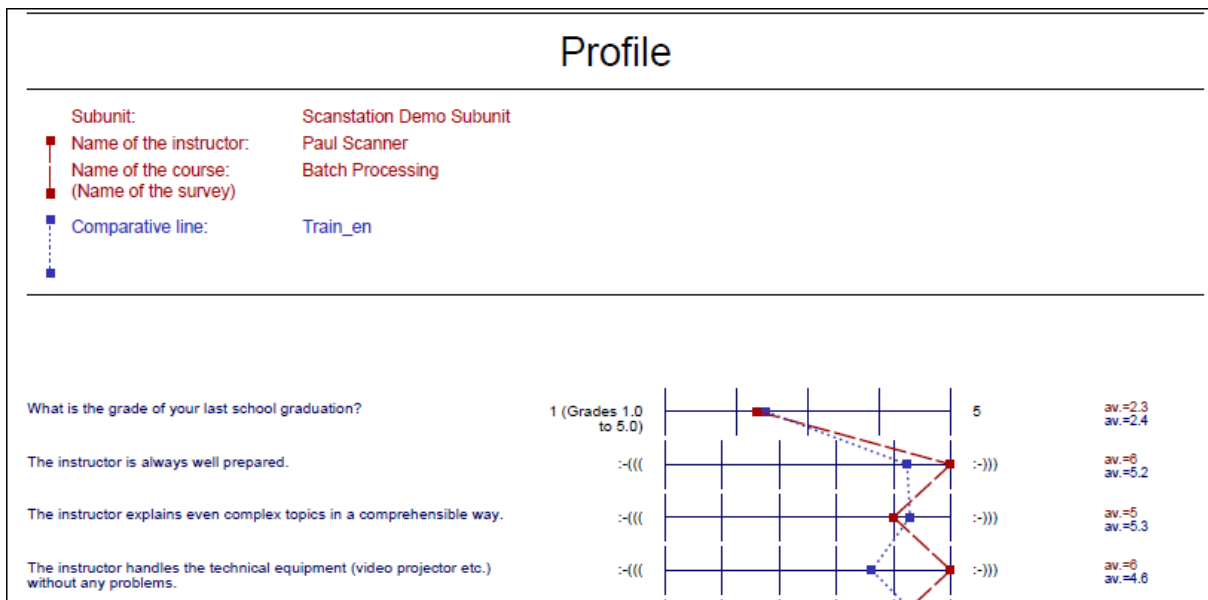 Profile
Subunit: Scanstation Demo Subunit
Name of the instructor: Paul Scanner
Name of the course: Batch Processing
(Name of the survey)
Comparative line: Train_en
What is the grade of your last school graduation? 1 (Grades 1.0 5 av.=2.3
to 5.0) av.=2.4
The instructor is always well prepared. :-((( :-))) av.=6
av.=5.2
The instructor explains even complex topics in a comprehensible way. :-((( :-))) av.=5
av.=5.3
The instructor handles the technical equipment (video projector etc.) :-((( :-))) av.=6
without any problems. av.=4.6